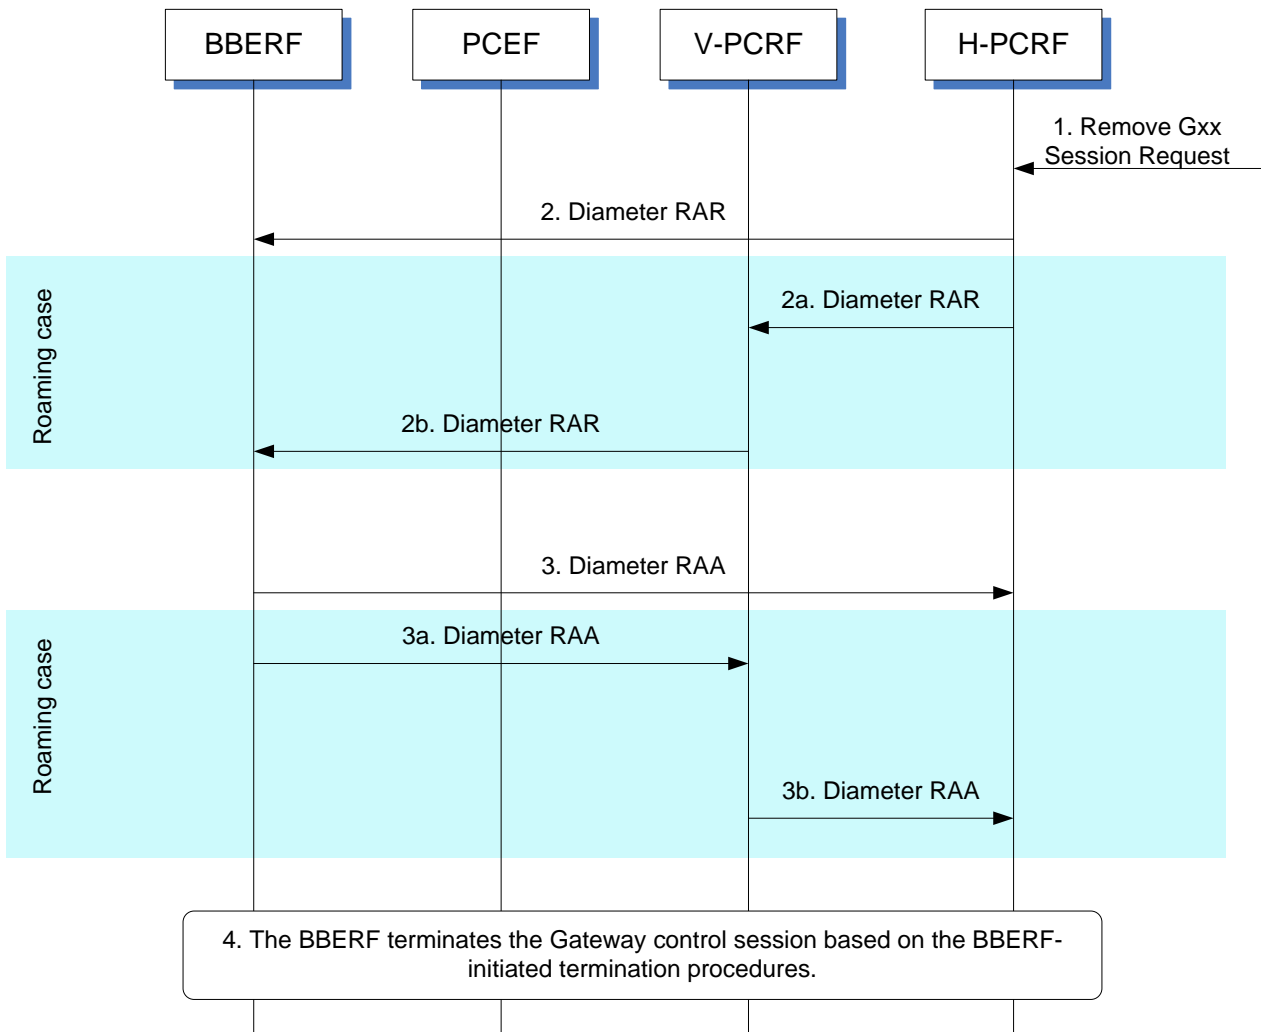 BBERF
PCEF
V-PCRF
H-PCRF
1. Remove Gxx
Session Request
2. Diameter RAR
Roaming case
2a. Diameter RAR
2b. Diameter RAR
3. Diameter RAA
Roaming case
3a. Diameter RAA
3b. Diameter RAA
4. The BBERF terminates the Gateway control session based on the BBERF-
initiated termination procedures.